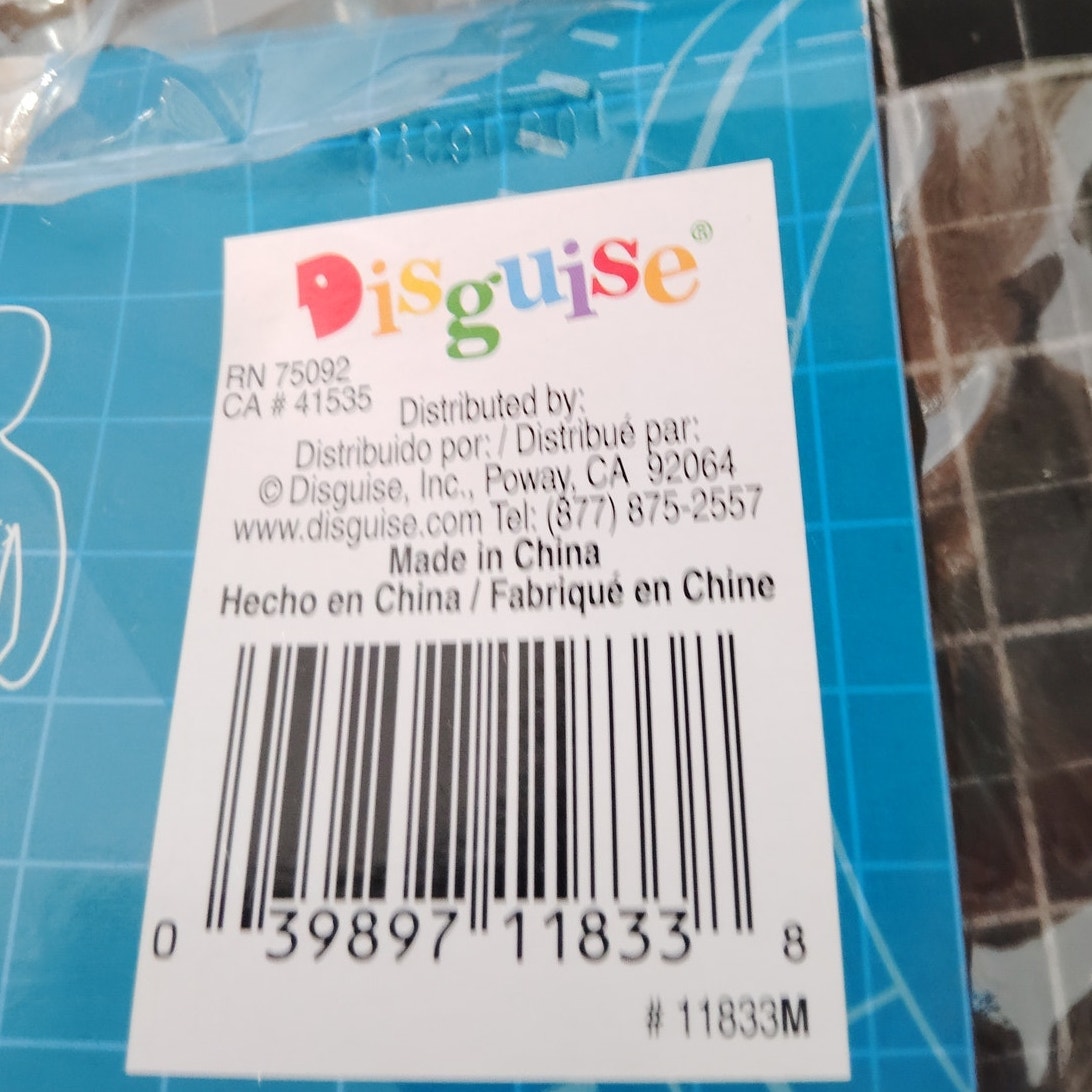 Disguise®
RN 75092
CA # 41535
Distributed by:
Distribuido por: / Distribué par:
© Disguise, Inc., Poway, CA 92064
www.disguise.com Tel: (877) 875-2557
Made in China
Hecho en China / Fabriqué en Chine
0 39897 11833 8
# 11833M